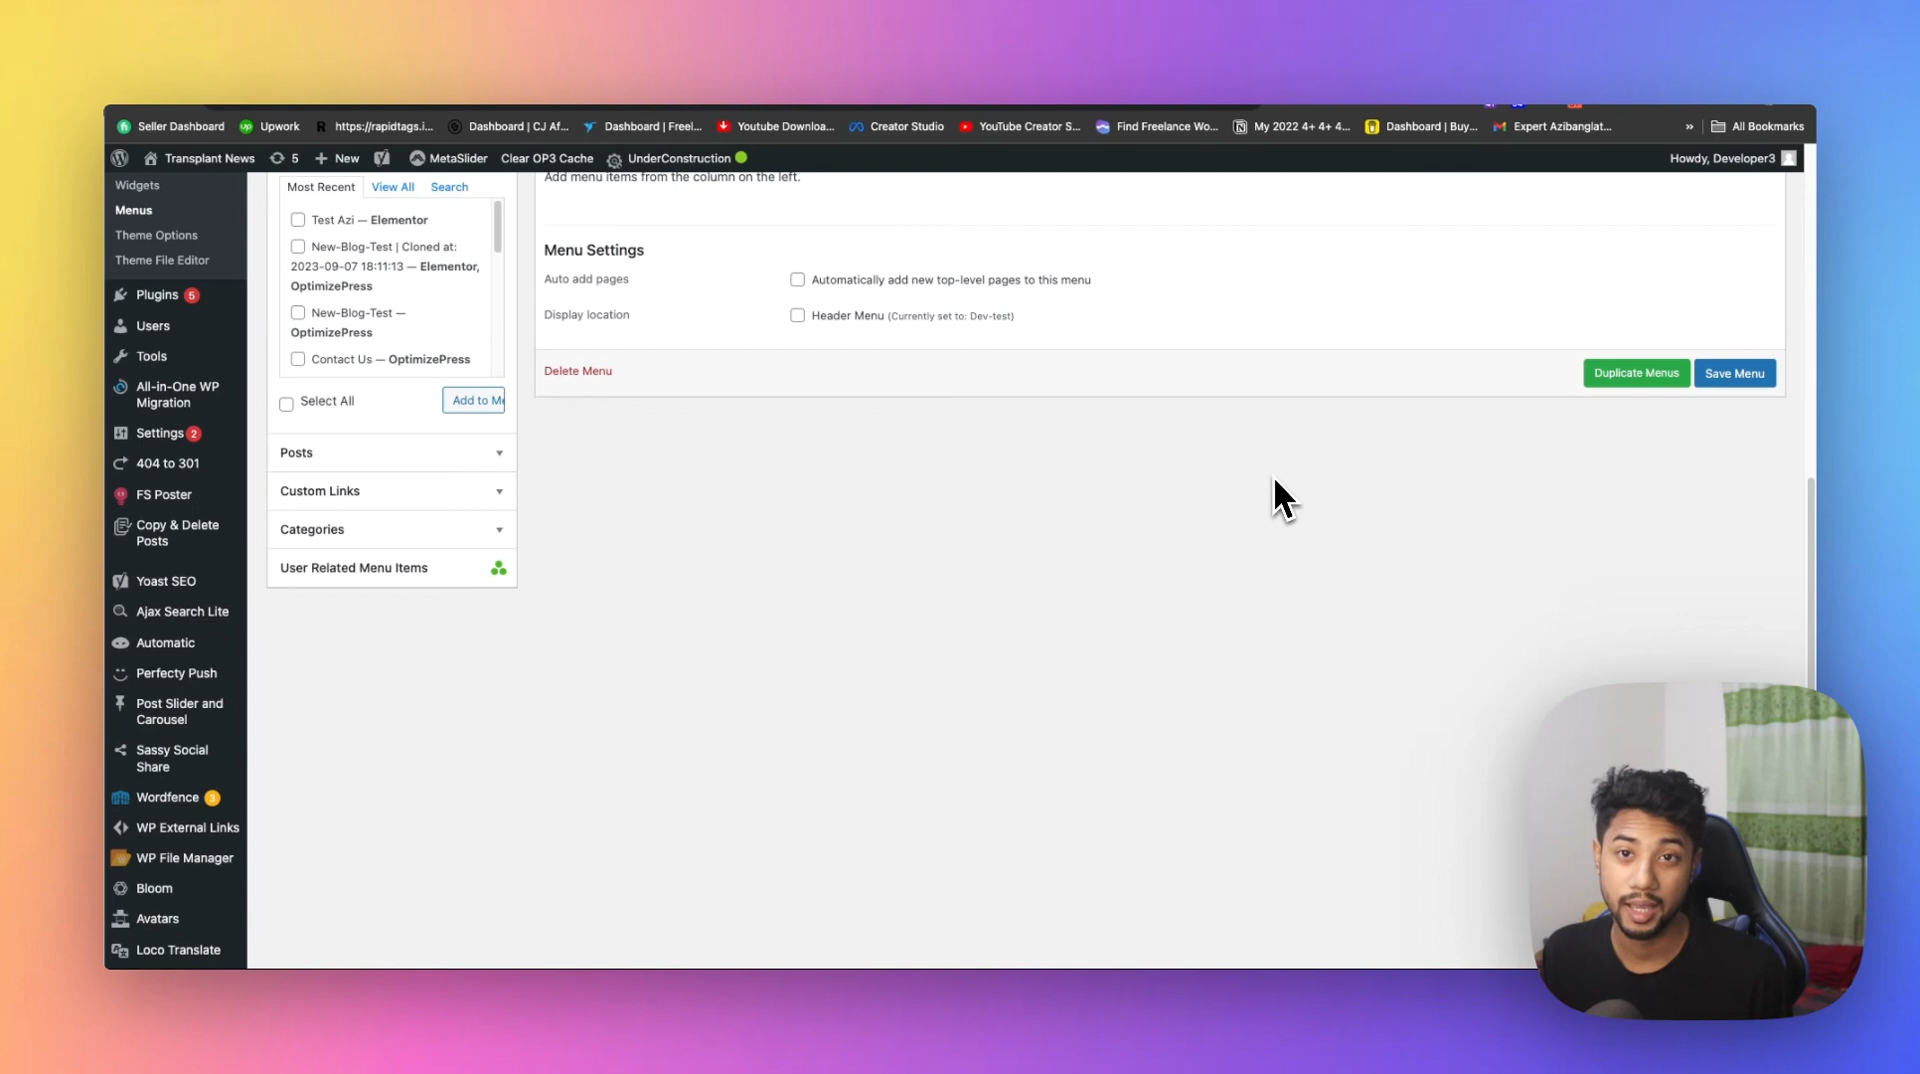 Seller Dashboard Upwork https://rapidtags.i... Dashboard | CJ Af... Dashboard | Freel... Youtube Downloa... Creator Studio YouTube Creator S... Find Freelance Wo... My 2022 4+ 4+ 4... Dashboard | Buy... Expert Azibanglat... » All Bookmarks
Transplant News 5 + New MetaSlider Clear OP3 Cache UnderConstruction Howdy, Developer3
Widgets
Menus
Theme Options
Theme File Editor
Plugins 5
Users
Tools
All-in-One WP
Migration
Settings 2
404 to 301
FS Poster
Copy & Delete
Posts
Yoast SEO
Ajax Search Lite
Automatic
Perfecty Push
Post Slider and
Carousel
Sassy Social
Share
Wordfence 3
WP External Links
WP File Manager
Bloom
Avatars
Loco Translate
Most Recent View All Search
Test Azi — Elementor
New-Blog-Test | Cloned at:
2023-09-07 18:11:13 — Elementor,
OptimizePress
New-Blog-Test —
OptimizePress
Contact Us — OptimizePress
Select All Add to Me
Posts
Custom Links
Categories
User Related Menu Items
Add menu items from the column on the left.
Menu Settings
Auto add pages Automatically add new top-level pages to this menu
Display location Header Menu (Currently set to: Dev-test)
Delete Menu Duplicate Menus Save Menu